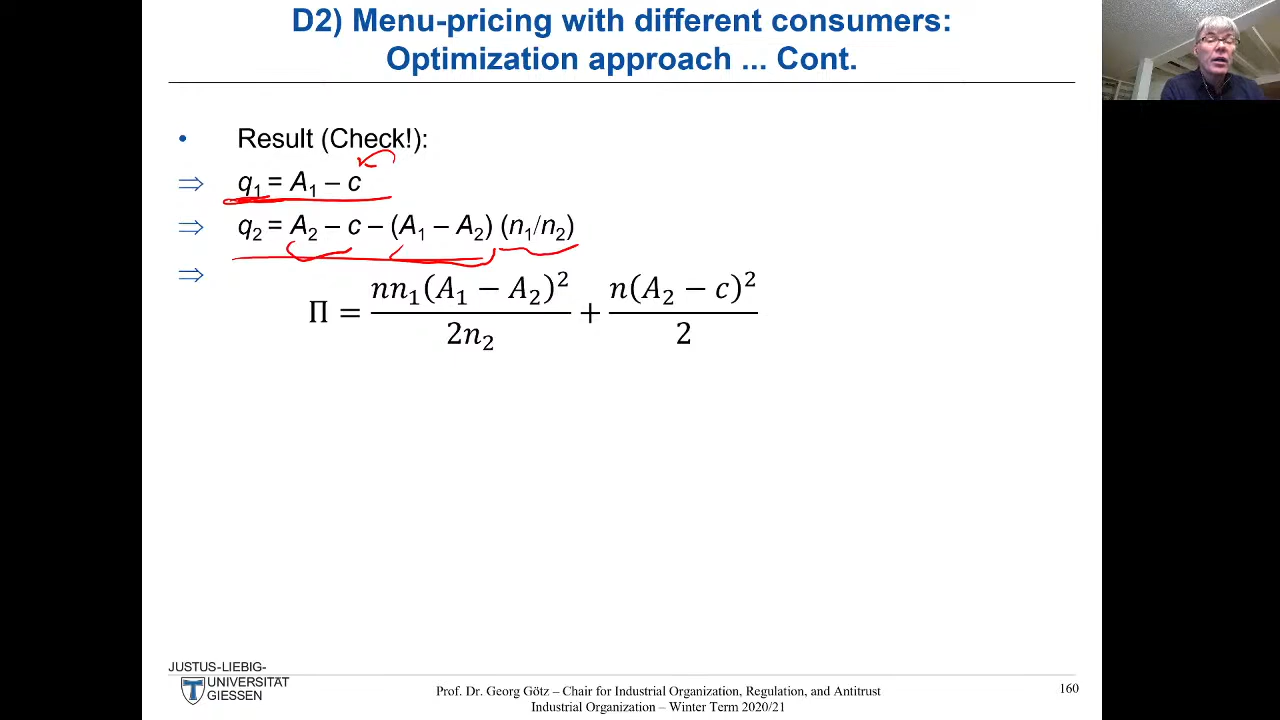 D2) Menu-pricing with different consumers:
Optimization approach ... Cont.
• Result (Check!):
⇒ q₁ = A₁ – c
⇒ q₂ = A₂ – c – (A₁ – A₂) (n₁/n₂)
⇒ Π = nn₁(A₁ − A₂)²/2n₂ + n(A₂ − c)²/2
JUSTUS-LIEBIG-
UNIVERSITÄT
GIESSEN
Prof. Dr. Georg Götz – Chair for Industrial Organization, Regulation, and Antitrust
Industrial Organization – Winter Term 2020/21
160